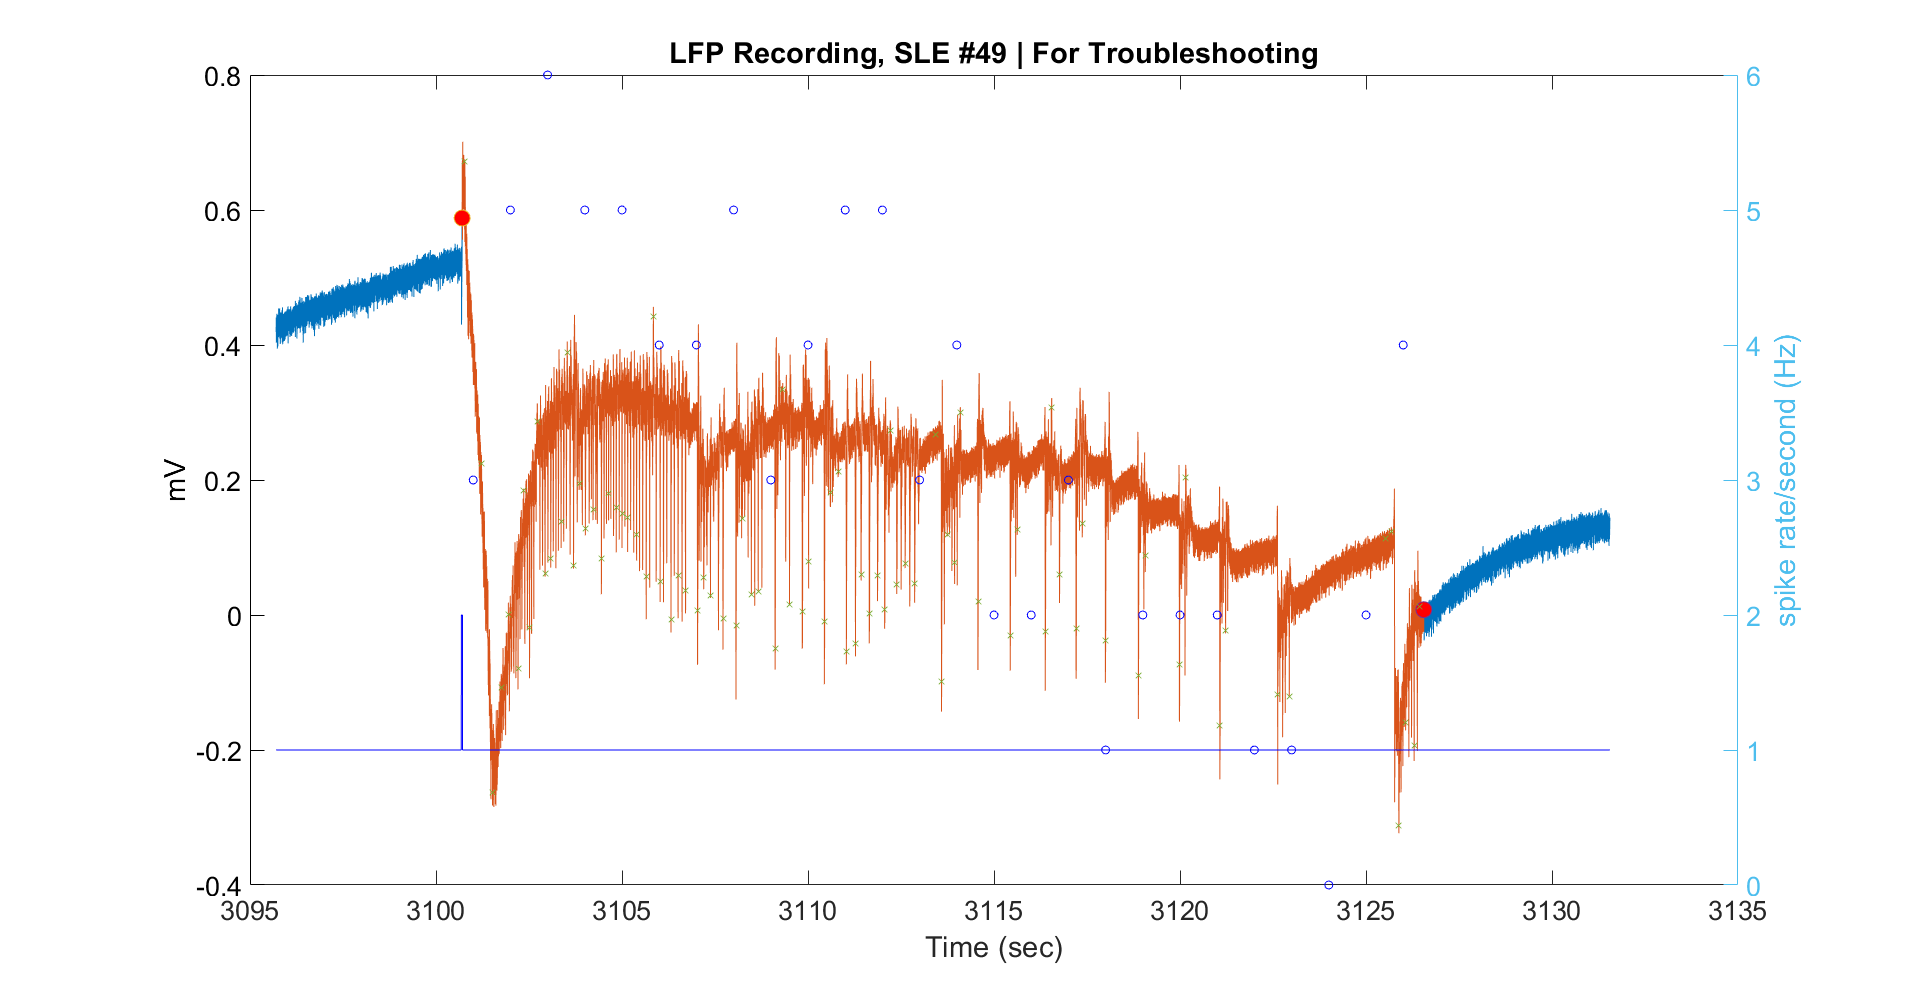 LFP Recording, SLE #49 | For Troubleshooting
0.8
0.6
0.4
0.2
0
-0.2
-0.4
mV
6
5
4
3
2
1
0
spike rate/second (Hz)
3095 3100 3105 3110 3115 3120 3125 3130 3135
Time (sec)